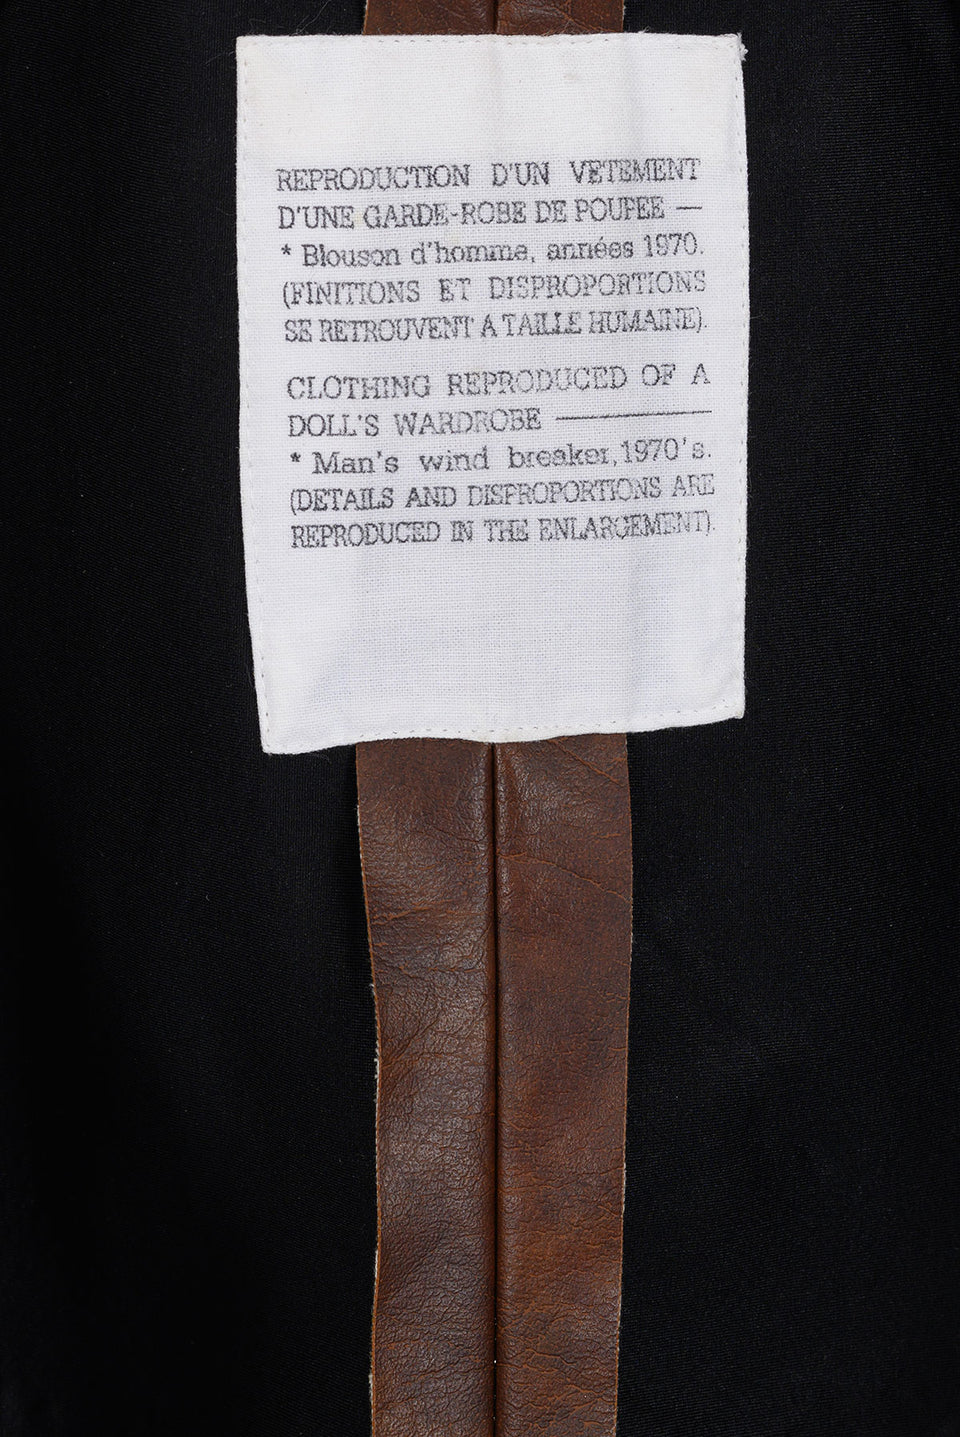 REPRODUCTION D'UN VETEMENT
D'UNE GARDE-ROBE DE POUPEE —
* Blouson d'homme, années 1970.
(FINITIONS ET DISPROPORTIONS
SE RETROUVENT A TAILLE HUMAINE).
CLOTHING REPRODUCED OF A
DOLL'S WARDROBE ————
* Man's wind breaker, 1970's.
(DETAILS AND DISPROPORTIONS ARE
REPRODUCED IN THE ENLARGEMENT).